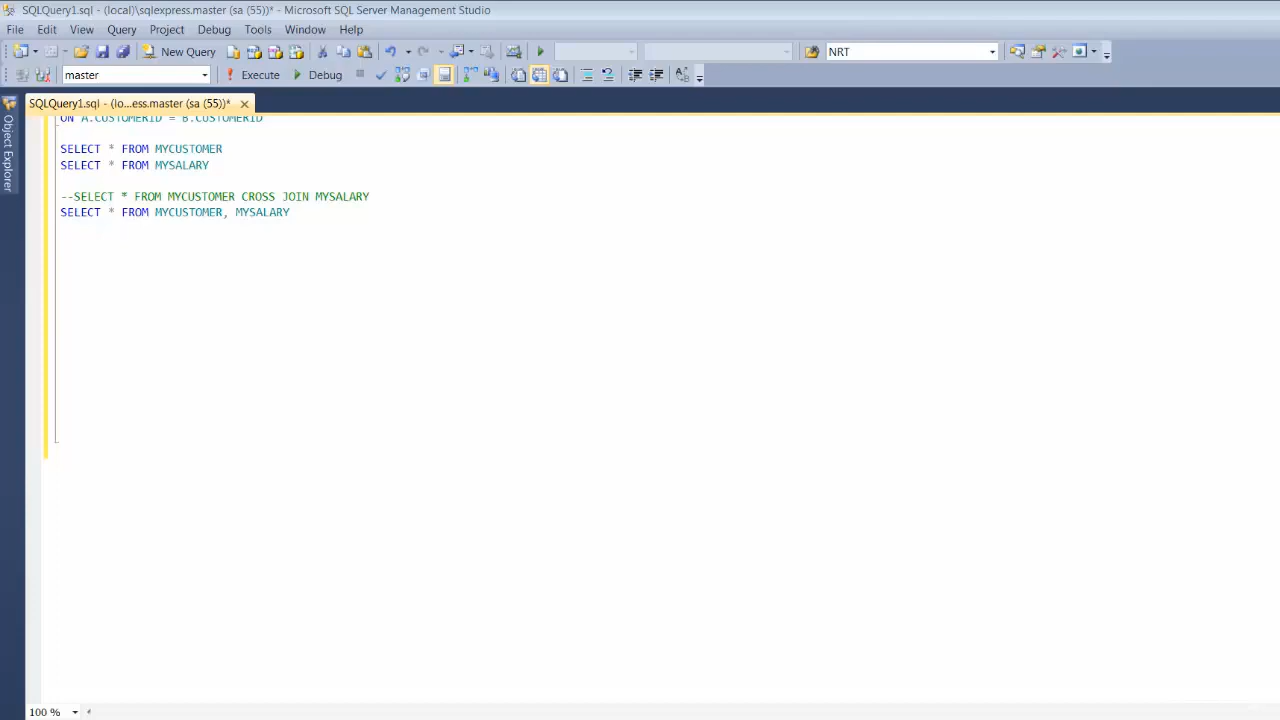 SQLQuery1.sql - (local)\sqlexpress.master (sa (55))* - Microsoft SQL Server Management Studio
File Edit View Query Project Debug Tools Window Help
New Query NRT
master Execute Debug
SQLQuery1.sql - (lo...ess.master (sa (55))*
Object Explorer
ON A.CUSTOMERID = B.CUSTOMERID
SELECT * FROM MYCUSTOMER
SELECT * FROM MYSALARY
--SELECT * FROM MYCUSTOMER CROSS JOIN MYSALARY
SELECT * FROM MYCUSTOMER, MYSALARY
100 %